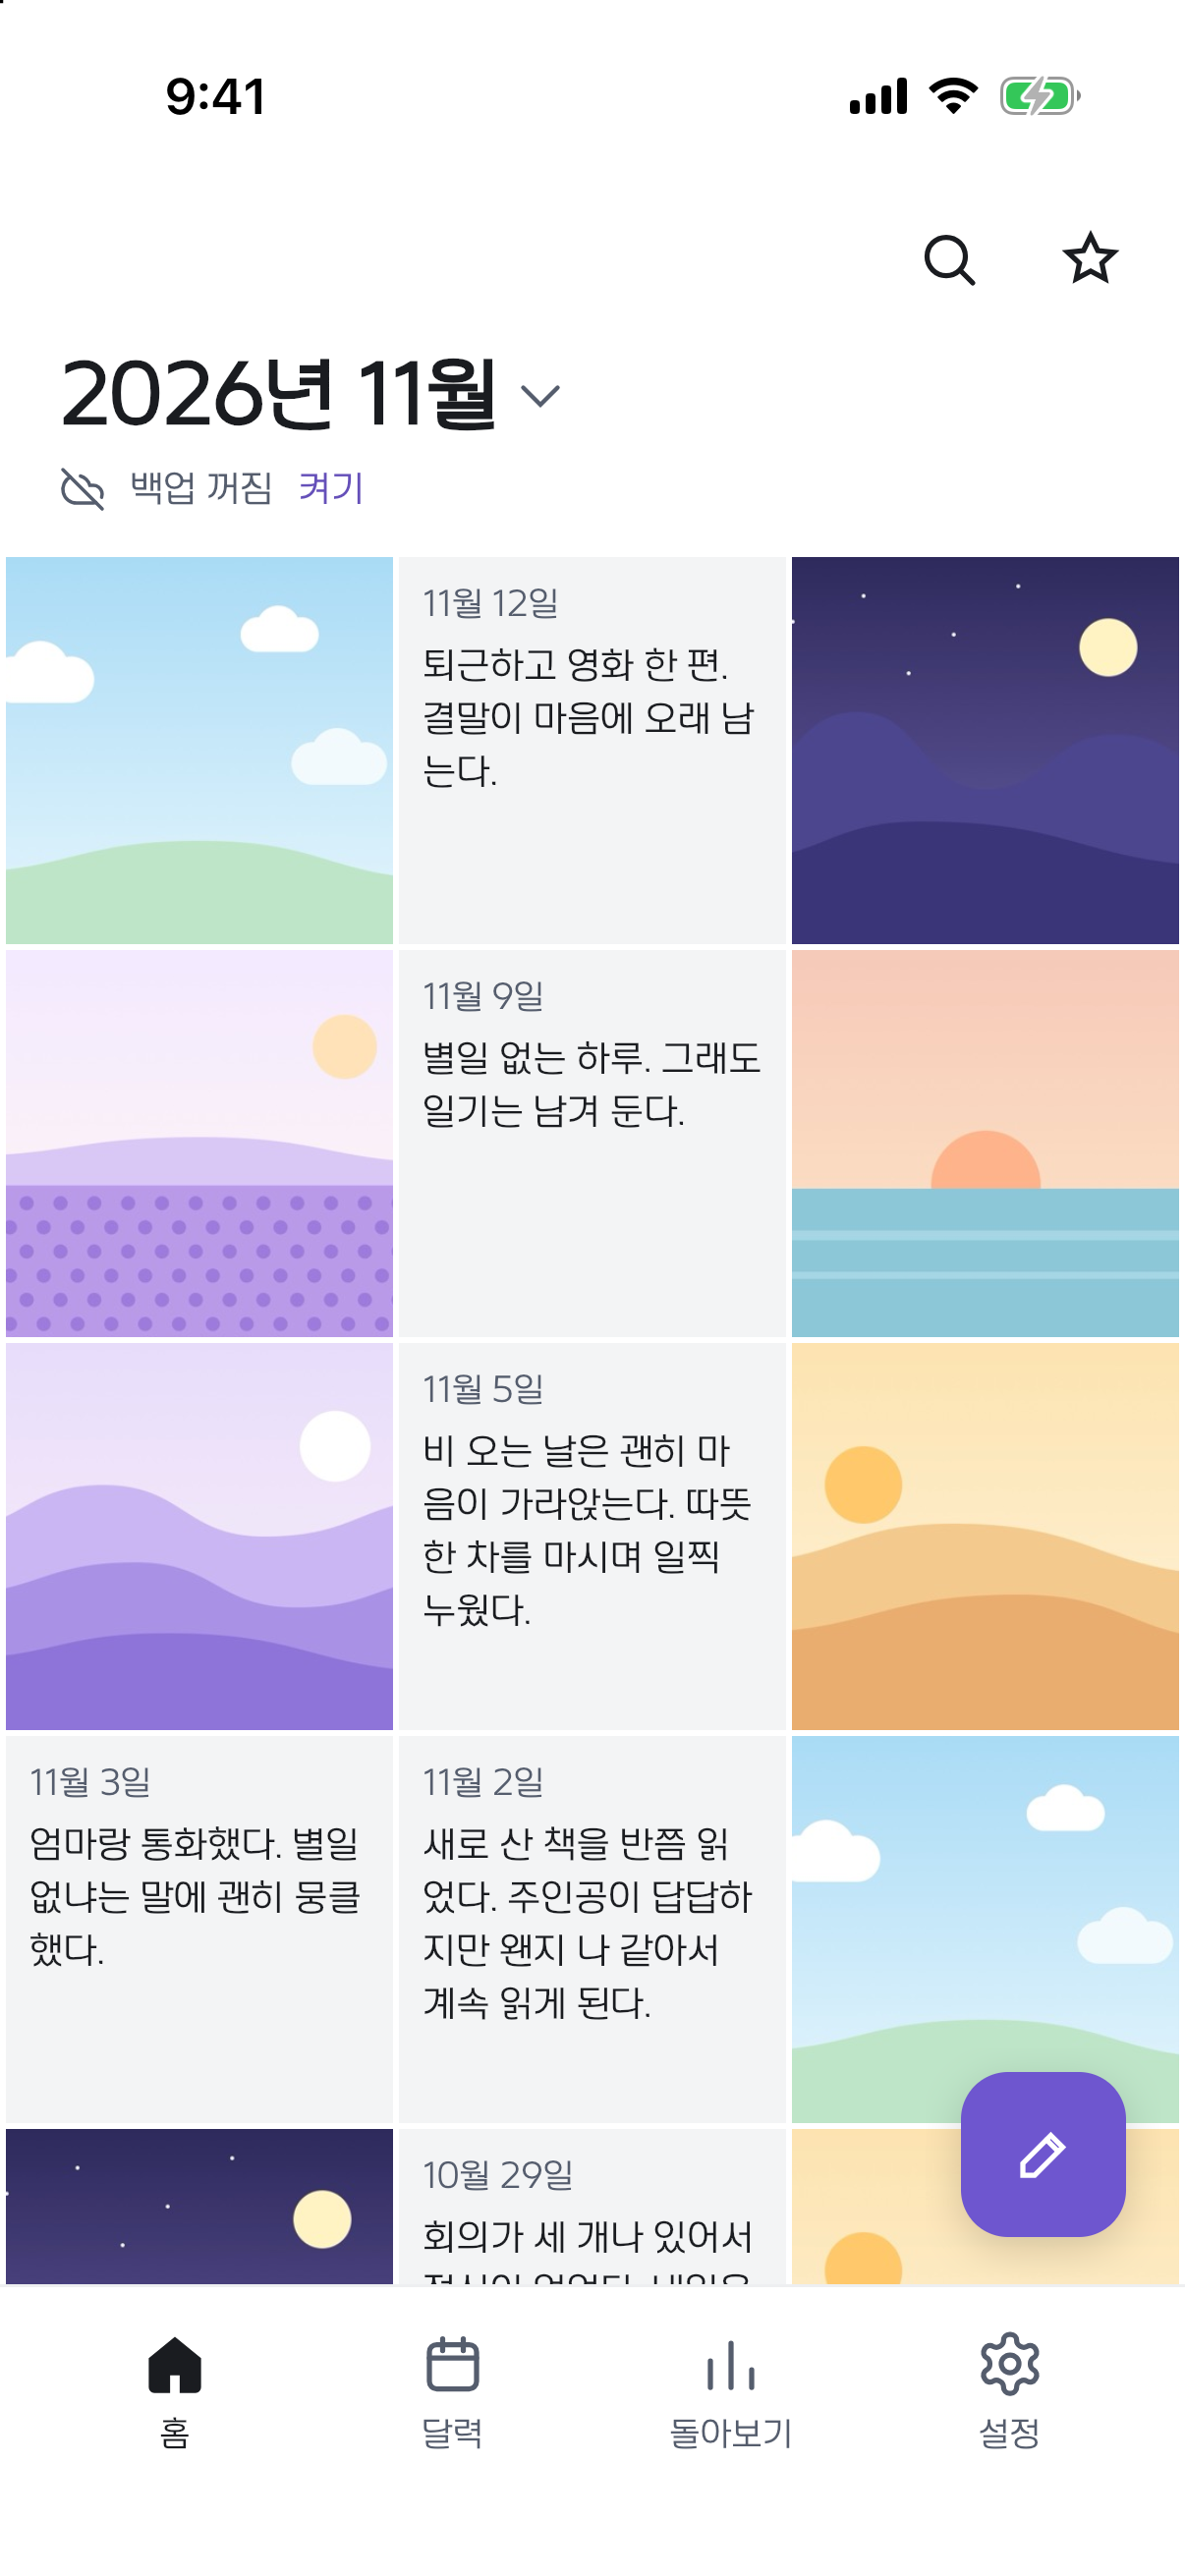 9:41
2026년 11월
백업 꺼짐 켜기
11월 12일
퇴근하고 영화 한 편.
결말이 마음에 오래 남
는다.
11월 9일
별일 없는 하루. 그래도
일기는 남겨 둔다.
11월 5일
비 오는 날은 괜히 마
음이 가라앉는다. 따뜻
한 차를 마시며 일찍
누웠다.
11월 3일
엄마랑 통화했다. 별일
없냐는 말에 괜히 뭉클
했다.
11월 2일
새로 산 책을 반쯤 읽
었다. 주인공이 답답하
지만 왠지 나 같아서
계속 읽게 된다.
10월 29일
회의가 세 개나 있어서
홈
달력
돌아보기
설정